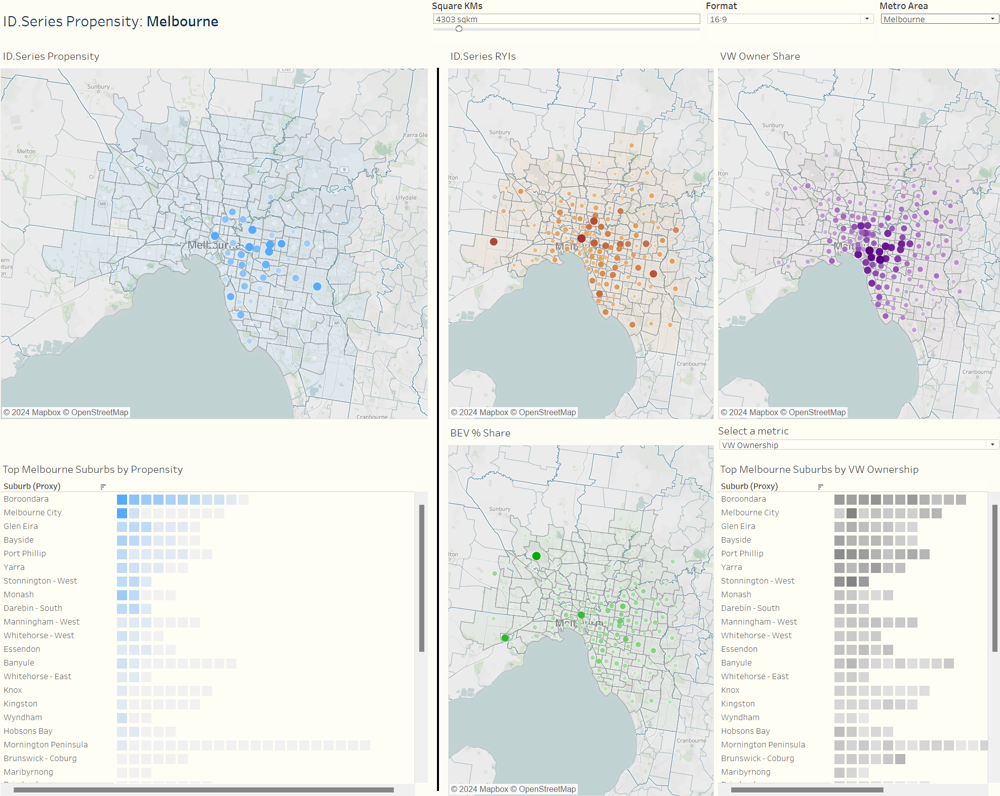 ID.Series Propensity: Melbourne
Square KMs
4303 sqkm
Format
16:9
Metro Area
Melbourne
ID.Series Propensity
Sunbury
C727
Yarra Gle
Melton
9
Lilydale
M8
Melbourne
M1
Cranbourne
© 2024 Mapbox © OpenStreetMap
ID.Series RYIs
Sunbury
lton
Melbourne
Cranbourne
© 2024 Mapbox © OpenStreetMap
VW Owner Share
Sunbury
lton
Cranbourne
© 2024 Mapbox © OpenStreetMap
Top Melbourne Suburbs by Propensity
Suburb (Proxy)
Boroondara
Melbourne City
Glen Eira
Bayside
Port Phillip
Yarra
Stonnington - West
Monash
Darebin - South
Manningham - West
Whitehorse - West
Essendon
Banyule
Whitehorse - East
Knox
Kingston
Wyndham
Hobsons Bay
Mornington Peninsula
Brunswick - Coburg
Maribyrnong
BEV % Share
Sunbury
lton
Melbourne
Cranbourne
© 2024 Mapbox © OpenStreetMap
Select a metric
VW Ownership
Top Melbourne Suburbs by VW Ownership
Suburb (Proxy)
Boroondara
Melbourne City
Glen Eira
Bayside
Port Phillip
Yarra
Stonnington - West
Monash
Darebin - South
Manningham - West
Whitehorse - West
Essendon
Banyule
Whitehorse - East
Knox
Kingston
Wyndham
Hobsons Bay
Mornington Peninsula
Brunswick - Coburg
Maribyrnong